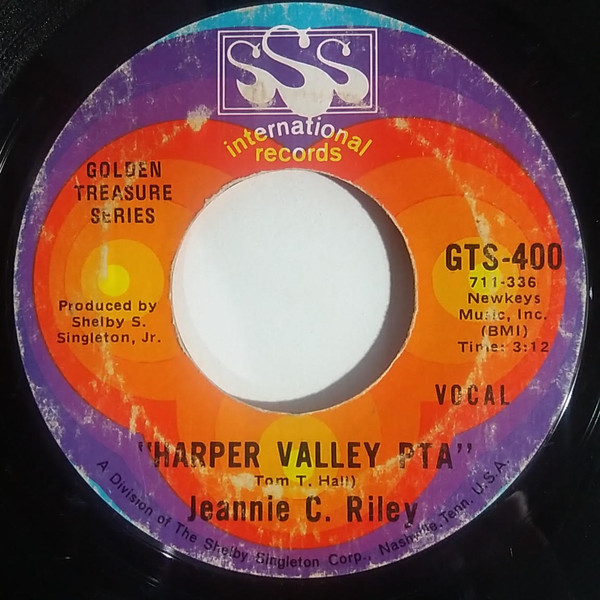 SSS
international
records
GOLDEN
TREASURE
SERIES
Produced by
Shelby S.
Singleton, Jr.
GTS-400
711-336
Newkeys
Music, Inc.
(BMI)
Time: 3:12
VOCAL
"HARPER VALLEY PTA"
Tom T. Hall)
Jeannie C. Riley
A Division of The Shelby Singleton Corp., Nashville, Tenn. U.S.A.